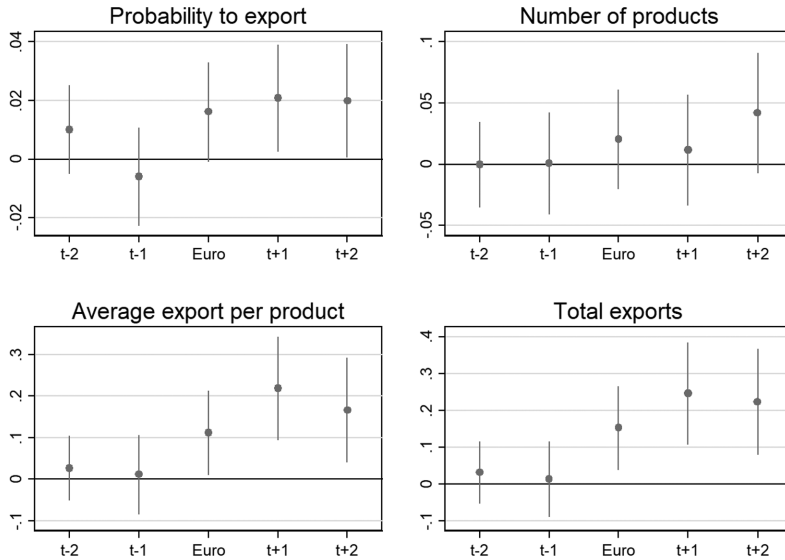 Probability to export
.04
.02
0
-.02
t-2 t-1 Euro t+1 t+2
Number of products
.1
.05
0
-.05
t-2 t-1 Euro t+1 t+2
Average export per product
.3
.2
.1
0
-.1
t-2 t-1 Euro t+1 t+2
Total exports
.4
.3
.2
.1
0
-.1
t-2 t-1 Euro t+1 t+2